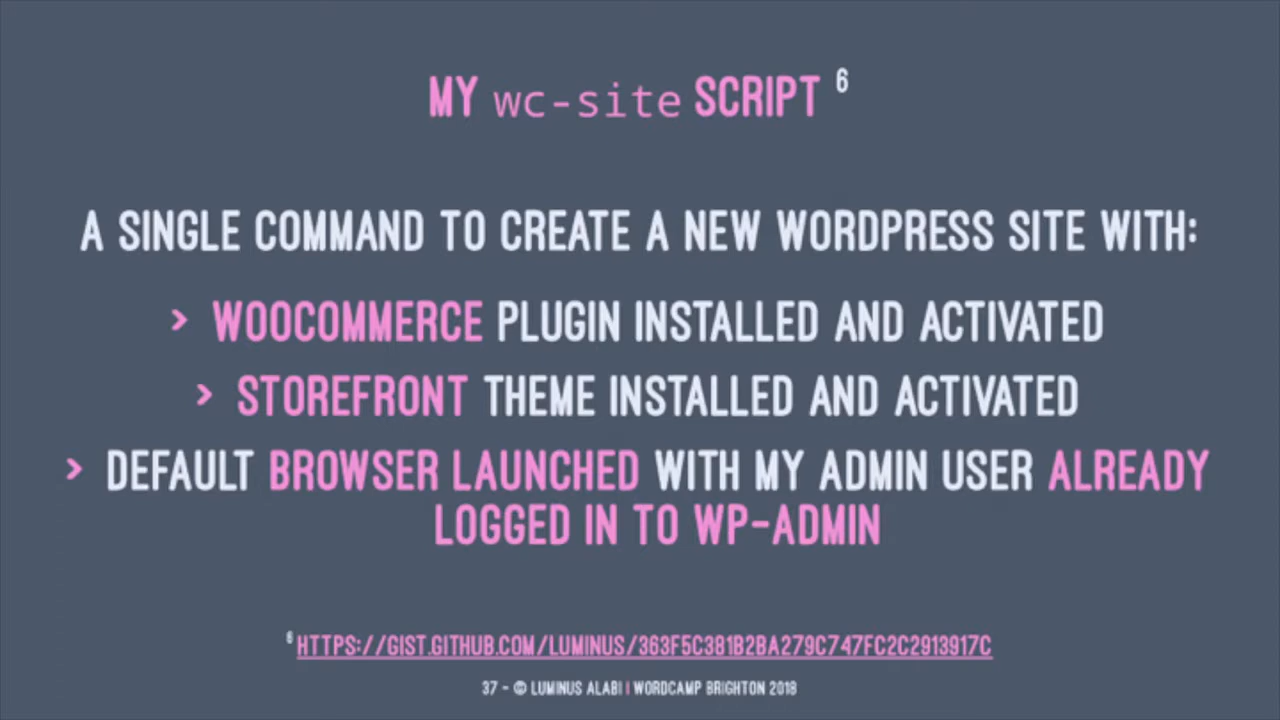 MY wc-site SCRIPT 6
A SINGLE COMMAND TO CREATE A NEW WORDPRESS SITE WITH:
> WOOCOMMERCE PLUGIN INSTALLED AND ACTIVATED
> STOREFRONT THEME INSTALLED AND ACTIVATED
> DEFAULT BROWSER LAUNCHED WITH MY ADMIN USER ALREADY
LOGGED IN TO WP-ADMIN
6 HTTPS://GIST.GITHUB.COM/LUMINUS/363F5C381B2BA279C747FC2C2913917C
37 - © LUMINUS ALABI | WORDCAMP BRIGHTON 2018